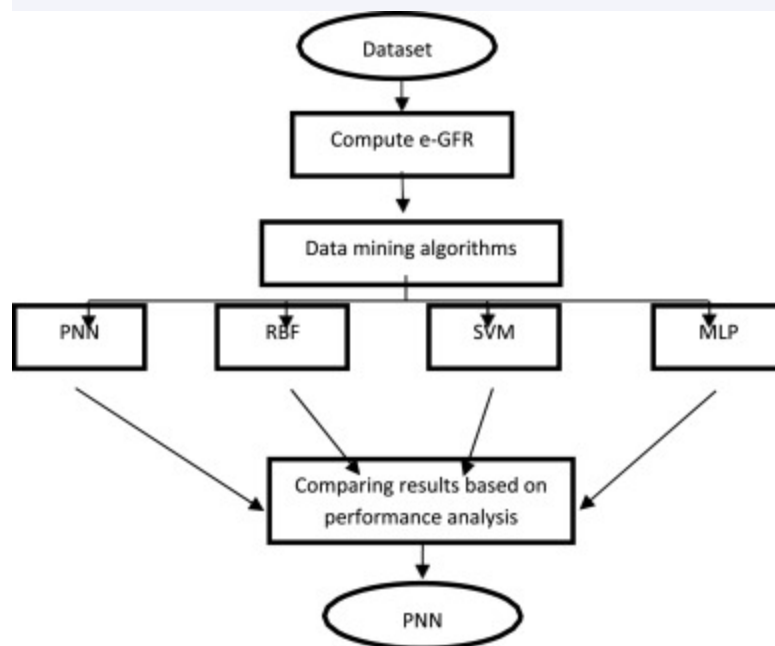 Dataset
Compute e-GFR
Data mining algorithms
PNN
RBF
SVM
MLP
Comparing results based on
performance analysis
PNN